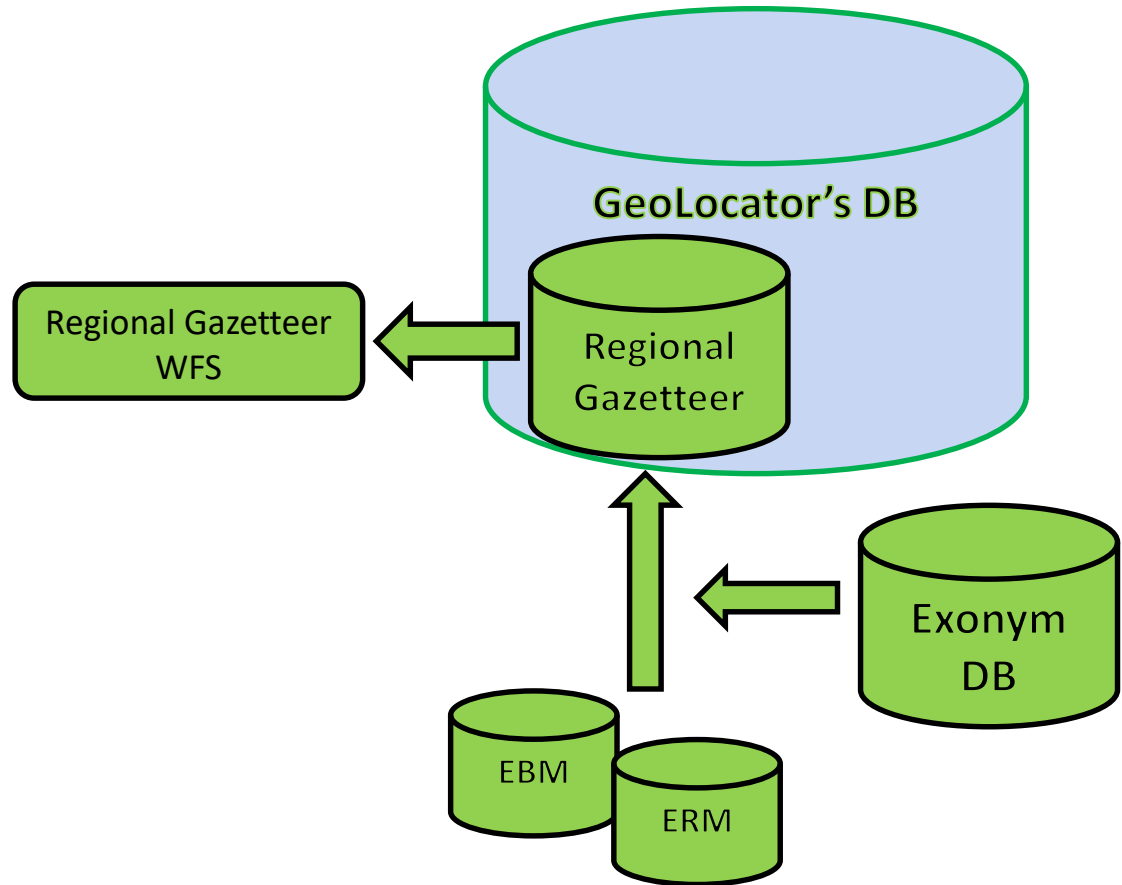 GeoLocator’s DB
Regional Gazetteer
WFS
Regional
Gazetteer
Exonym
DB
EBM
ERM